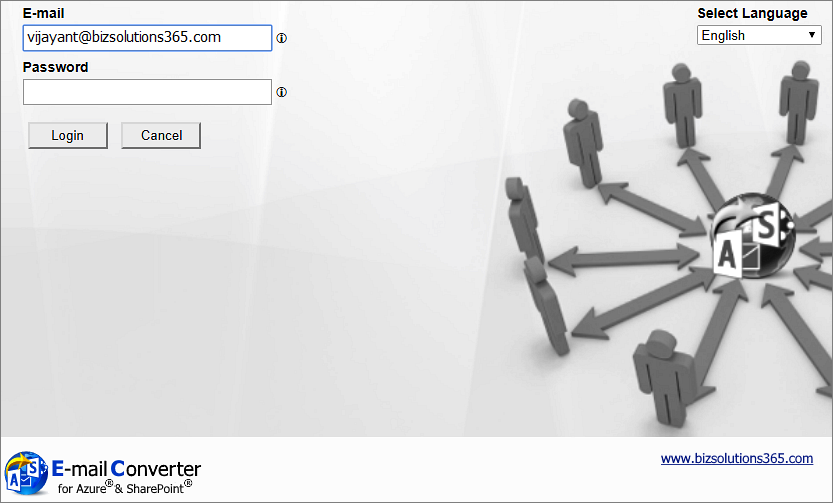 E-mail
Select Language
vijayant@bizsolutions365.com
English
Password
Login
Cancel
A S
A S
E-mail Converter
for Azure® & SharePoint®
www.bizsolutions365.com